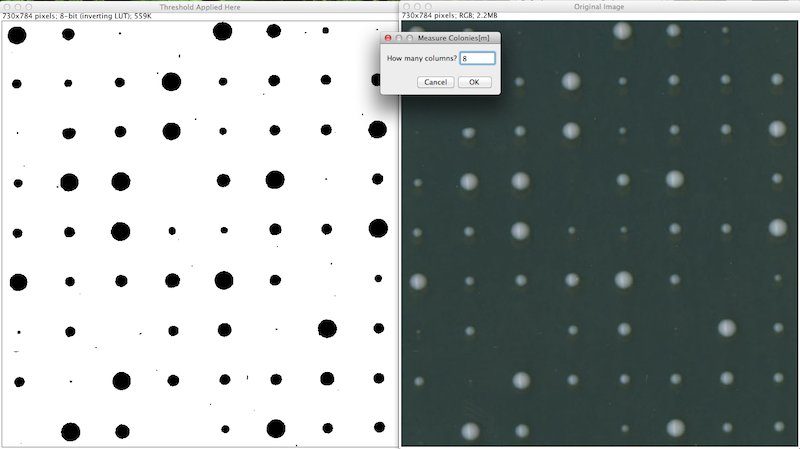 Threshold Applied Here
730x784 pixels; 8-bit (inverting LUT); 559K
Original Image
730x784 pixels; RGB; 2.2MB
Measure Colonies[m]
How many columns? 8
Cancel OK